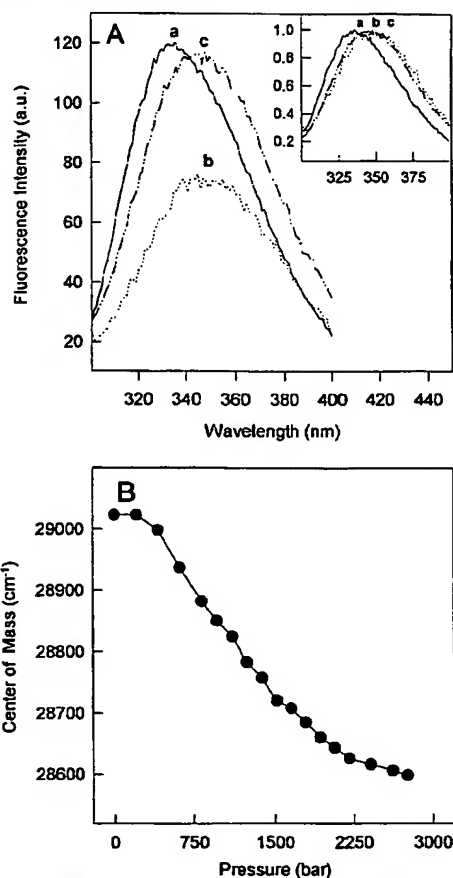 A
a
c
b
120
100
80
60
40
20
Fluorescence Intensity (a.u.)
320 340 360 380 400 420 440
Wavelength (nm)
a b c
1.0
0.8
0.6
0.4
0.2
325 350 375
B
29000
28900
28800
28700
28600
Center of Mass (cm⁻¹)
0 750 1500 2250 3000
Pressure (bar)